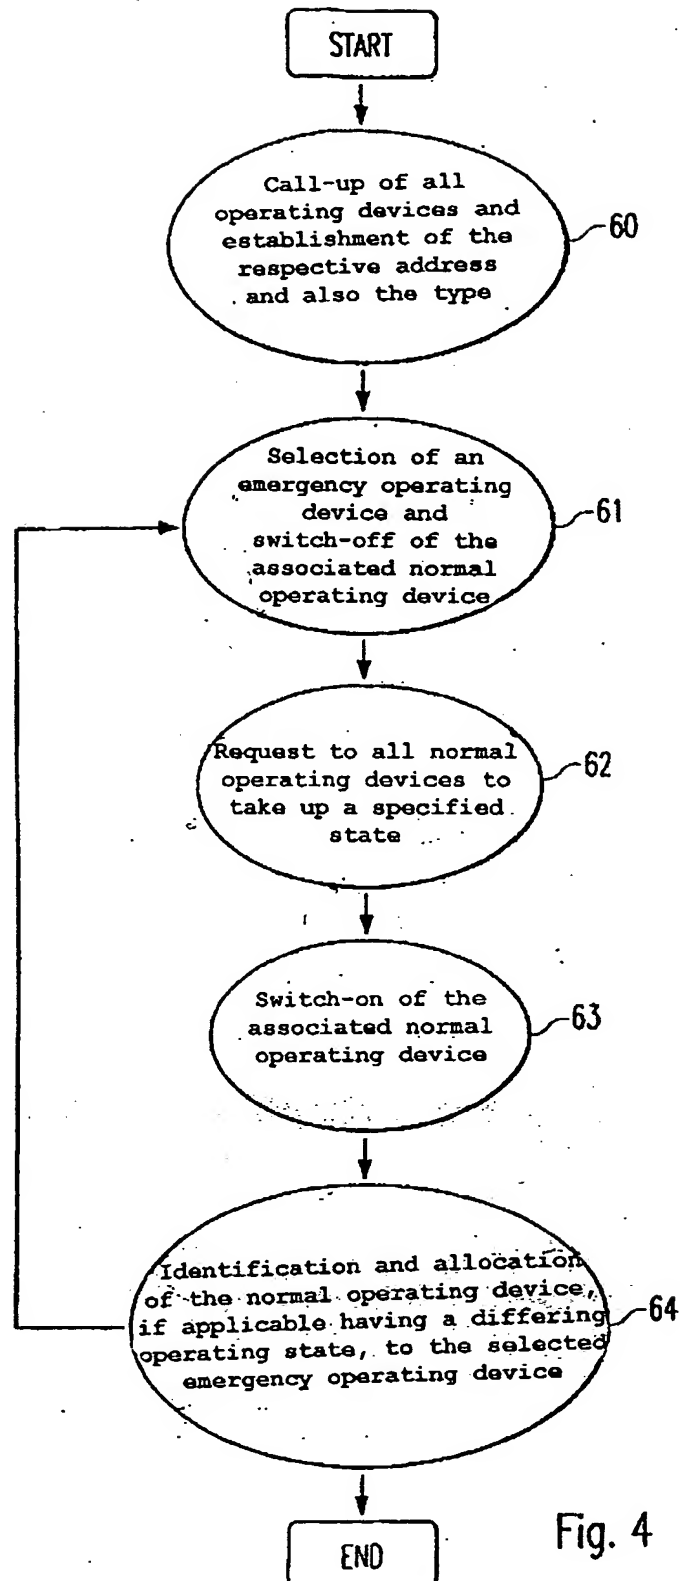 START
Call-up of all
operating devices and
establishment of the
respective address
and also the type
60
Selection of an
emergency operating
device and
switch-off of the
associated normal
operating device
61
Request to all normal
operating devices to
take up a specified
state
62
Switch-on of the
associated normal
operating device
63
Identification and allocation
of the normal operating device,
if applicable having a differing
operating state, to the selected
emergency operating device
64
END
Fig. 4